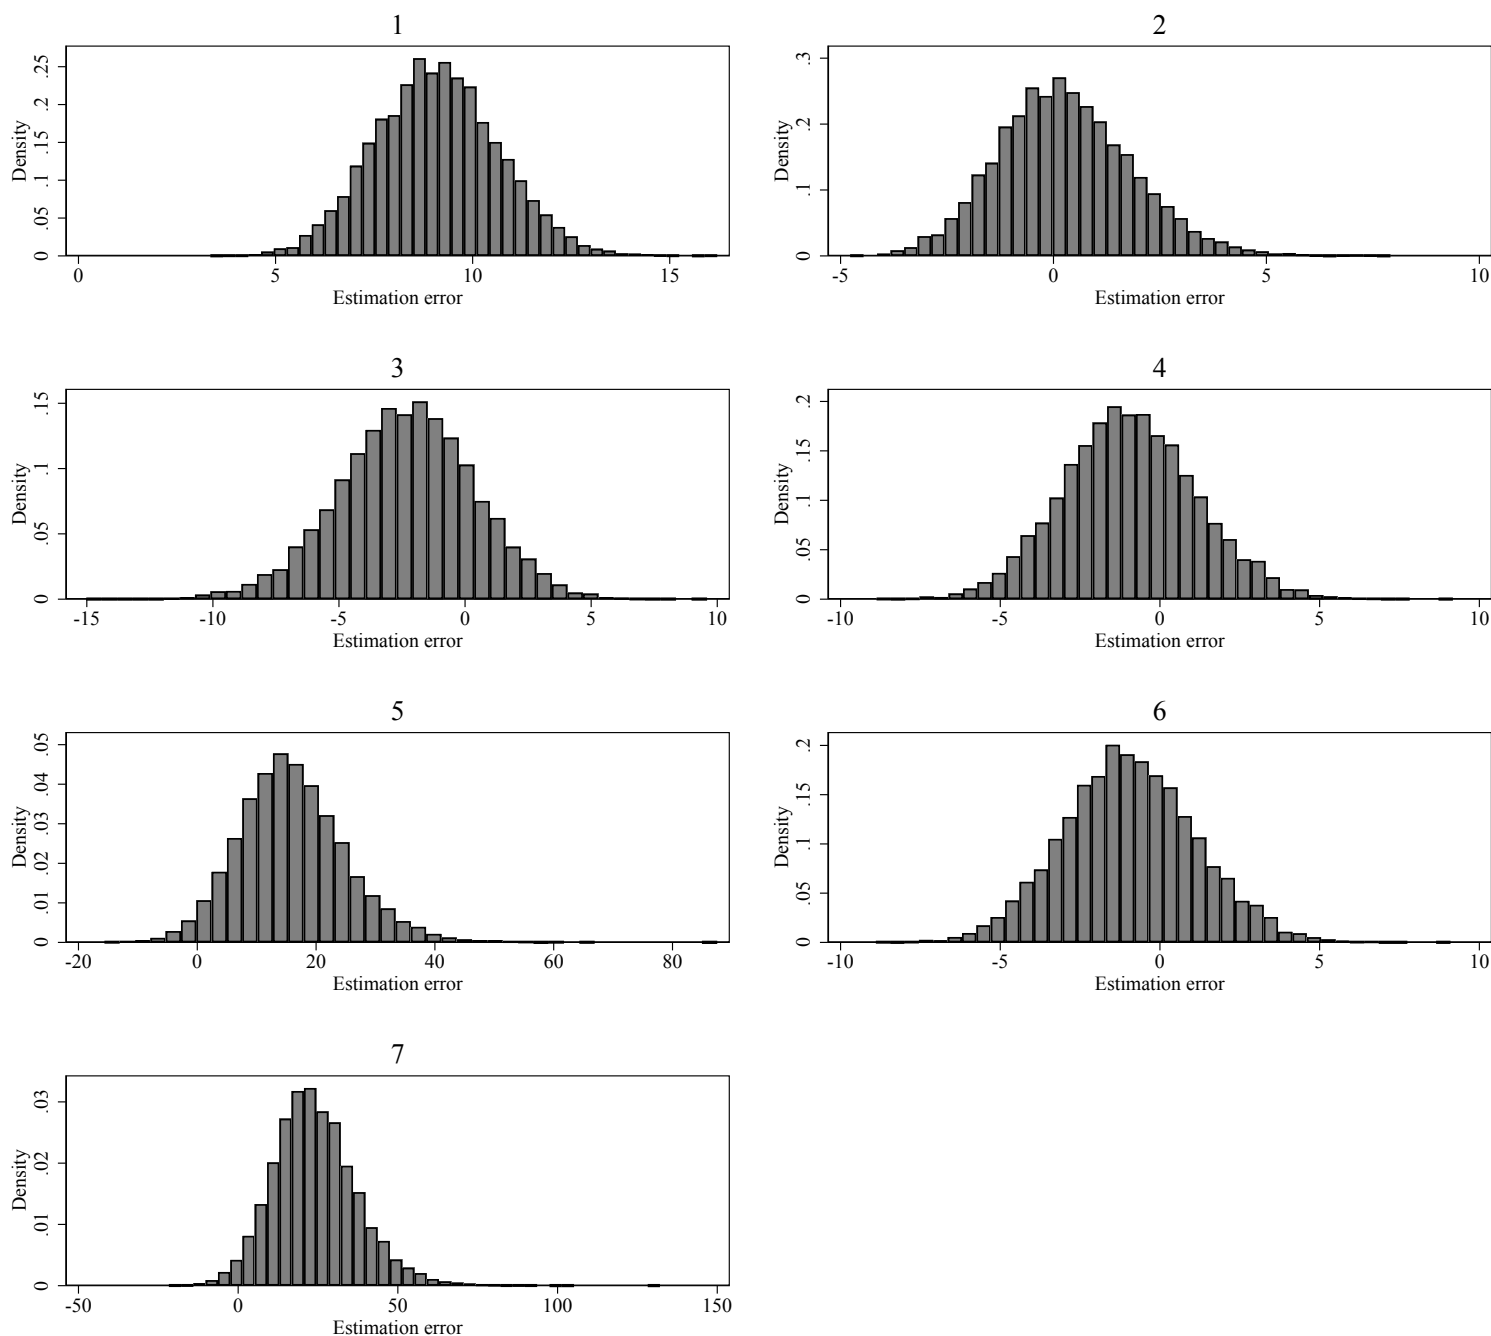 1
Density
0 .05 .1 .15 .2 .25
0 5 10 15
Estimation error
2
Density
0 .1 .2 .3
-5 0 5 10
Estimation error
3
Density
0 .05 .1 .15
-15 -10 -5 0 5 10
Estimation error
4
Density
0 .05 .1 .15 .2
-10 -5 0 5 10
Estimation error
5
Density
0 .01 .02 .03 .04 .05
-20 0 20 40 60 80
Estimation error
6
Density
0 .05 .1 .15 .2
-10 -5 0 5 10
Estimation error
7
Density
0 .01 .02 .03
-50 0 50 100 150
Estimation error